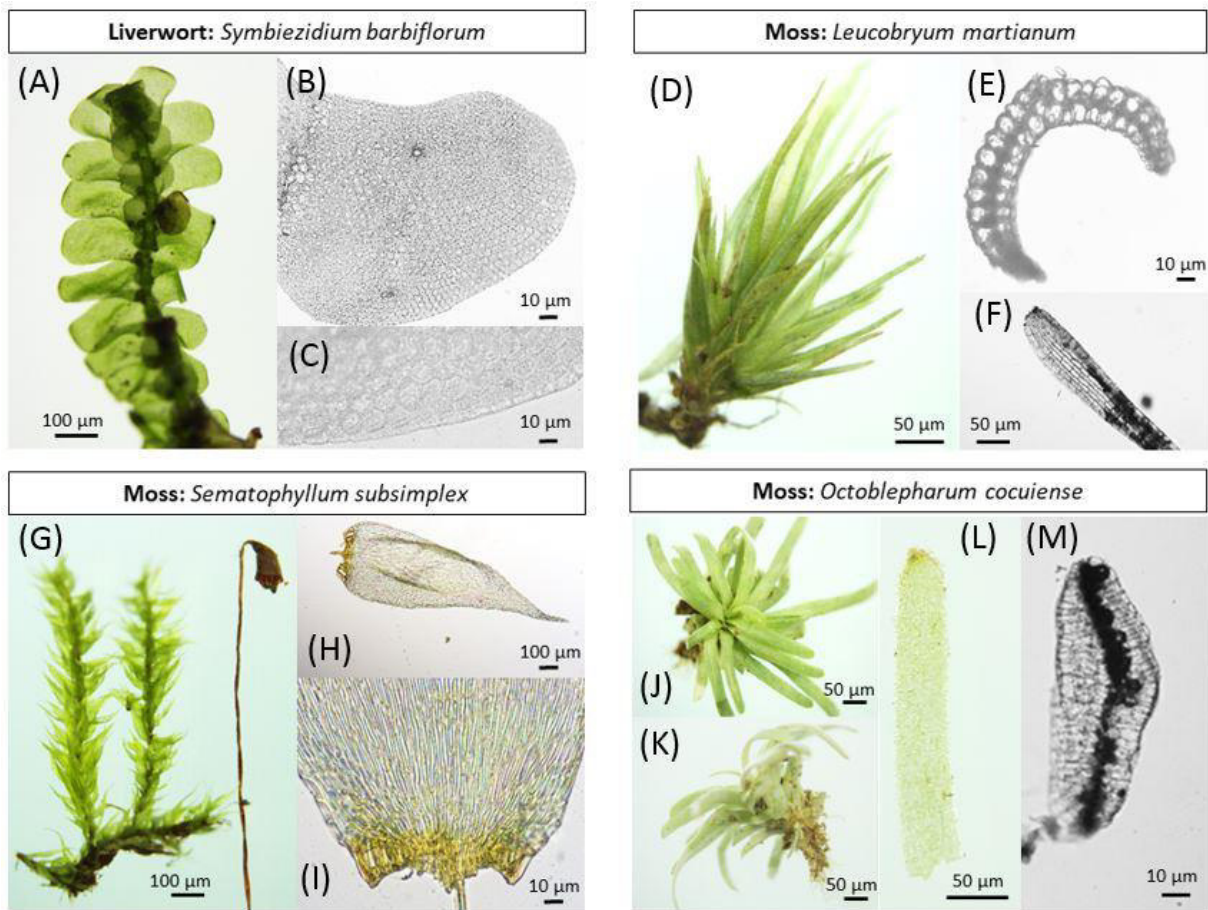 Liverwort: Symbiezidium barbiflorum
(A)
(B)
10 µm
(C)
100 µm
10 µm
Moss: Leucobryum martianum
(D)
(E)
10 µm
(F)
50 µm
50 µm
Moss: Sematophyllum subsimplex
(G)
(H)
100 µm
100 µm
(I)
10 µm
Moss: Octoblepharum cocuiense
(J)
50 µm
(K)
50 µm
(L)
50 µm
(M)
10 µm